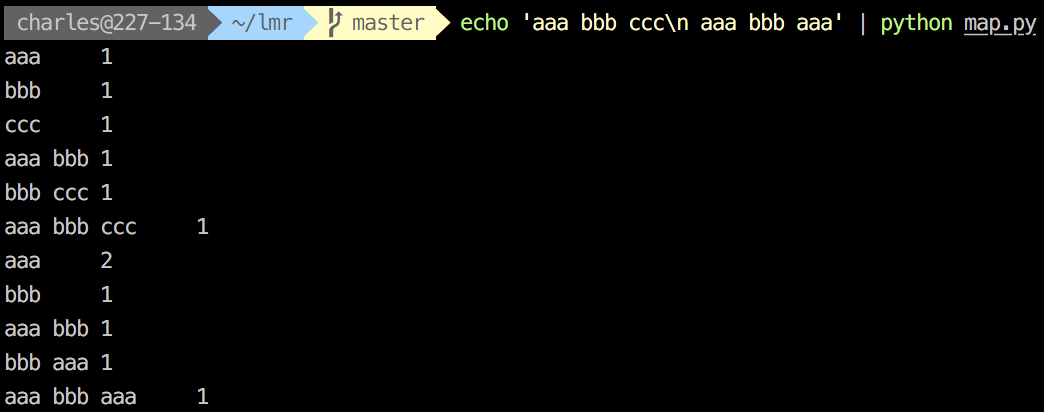 charles@227-134 ~/lmr master echo 'aaa bbb ccc\n aaa bbb aaa' | python map.py
aaa 1
bbb 1
ccc 1
aaa bbb 1
bbb ccc 1
aaa bbb ccc 1
aaa 2
bbb 1
aaa bbb 1
bbb aaa 1
aaa bbb aaa 1